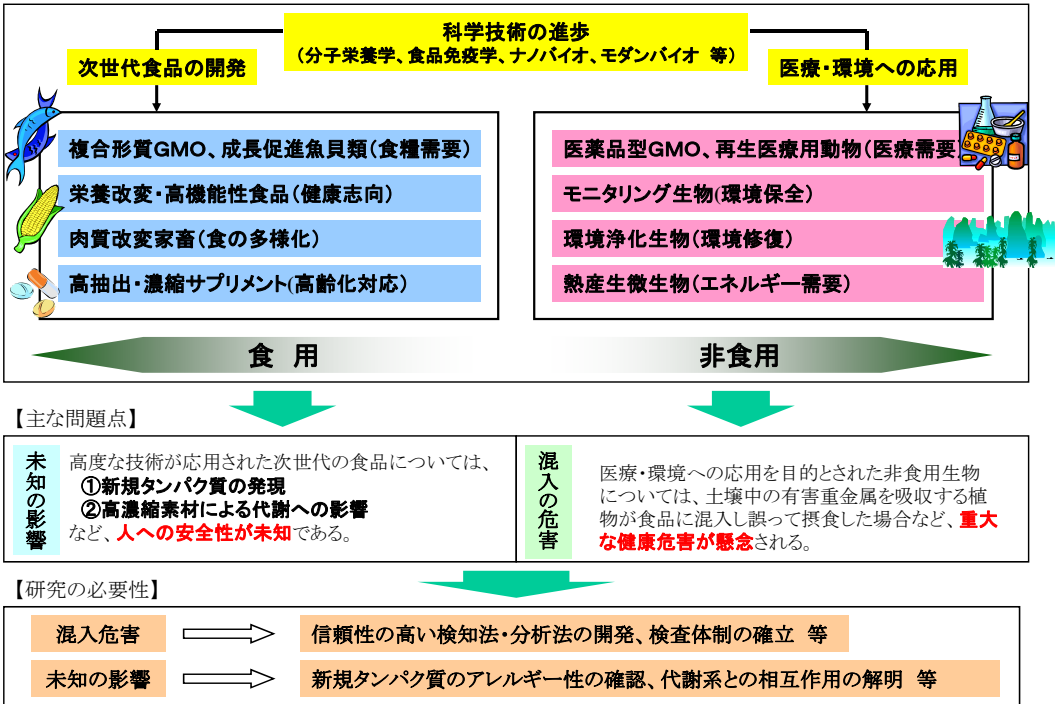 科学技術の進歩
(分子栄養学、食品免疫学、ナノバイオ、モダンバイオ 等)
次世代食品の開発
医療・環境への応用
複合形質GMO、成長促進魚貝類(食糧需要)
栄養改変・高機能性食品(健康志向)
肉質改変家畜(食の多様化)
高抽出・濃縮サプリメント(高齢化対応)
医薬品型GMO、再生医療用動物(医療需要)
モニタリング生物(環境保全)
環境浄化生物(環境修復)
熱産生微生物(エネルギー需要)
食 用
非食用
【主な問題点】
未知の影響
高度な技術が応用された次世代の食品については、
①新規タンパク質の発現
②高濃縮素材による代謝への影響
など、人への安全性が未知である。
混入の危害
医療・環境への応用を目的とされた非食用生物
については、土壌中の有害重金属を吸収する植
物が食品に混入し誤って摂食した場合など、重大
な健康危害が懸念される。
【研究の必要性】
混入危害
信頼性の高い検知法・分析法の開発、検査体制の確立 等
未知の影響
新規タンパク質のアレルギー性の確認、代謝系との相互作用の解明 等